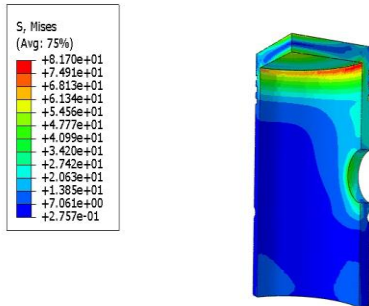 S, Mises
(Avg: 75%)
+8.170e+01
+7.491e+01
+6.813e+01
+6.134e+01
+5.456e+01
+4.777e+01
+4.099e+01
+3.420e+01
+2.742e+01
+2.063e+01
+1.385e+01
+7.061e+00
+2.757e-01